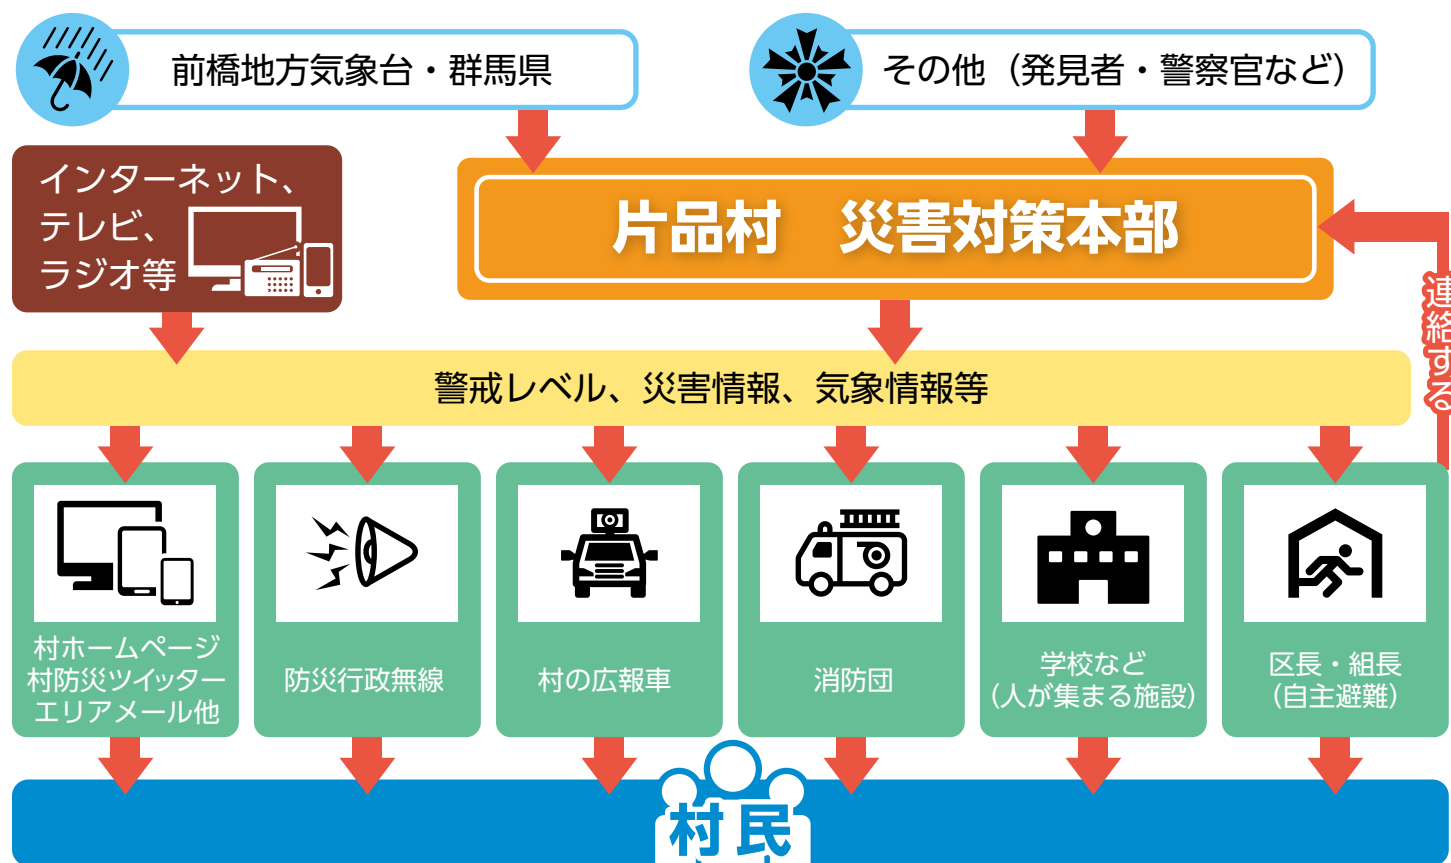 前橋地方気象台・群馬県
その他（発見者・警察官など）
インターネット、
テレビ、
ラジオ等
片品村　災害対策本部
連絡する
警戒レベル、災害情報、気象情報等
村ホームページ
村防災ツイッター
エリアメール他
防災行政無線
村の広報車
消防団
学校など
（人が集まる施設）
区長・組長
（自主避難）
村民